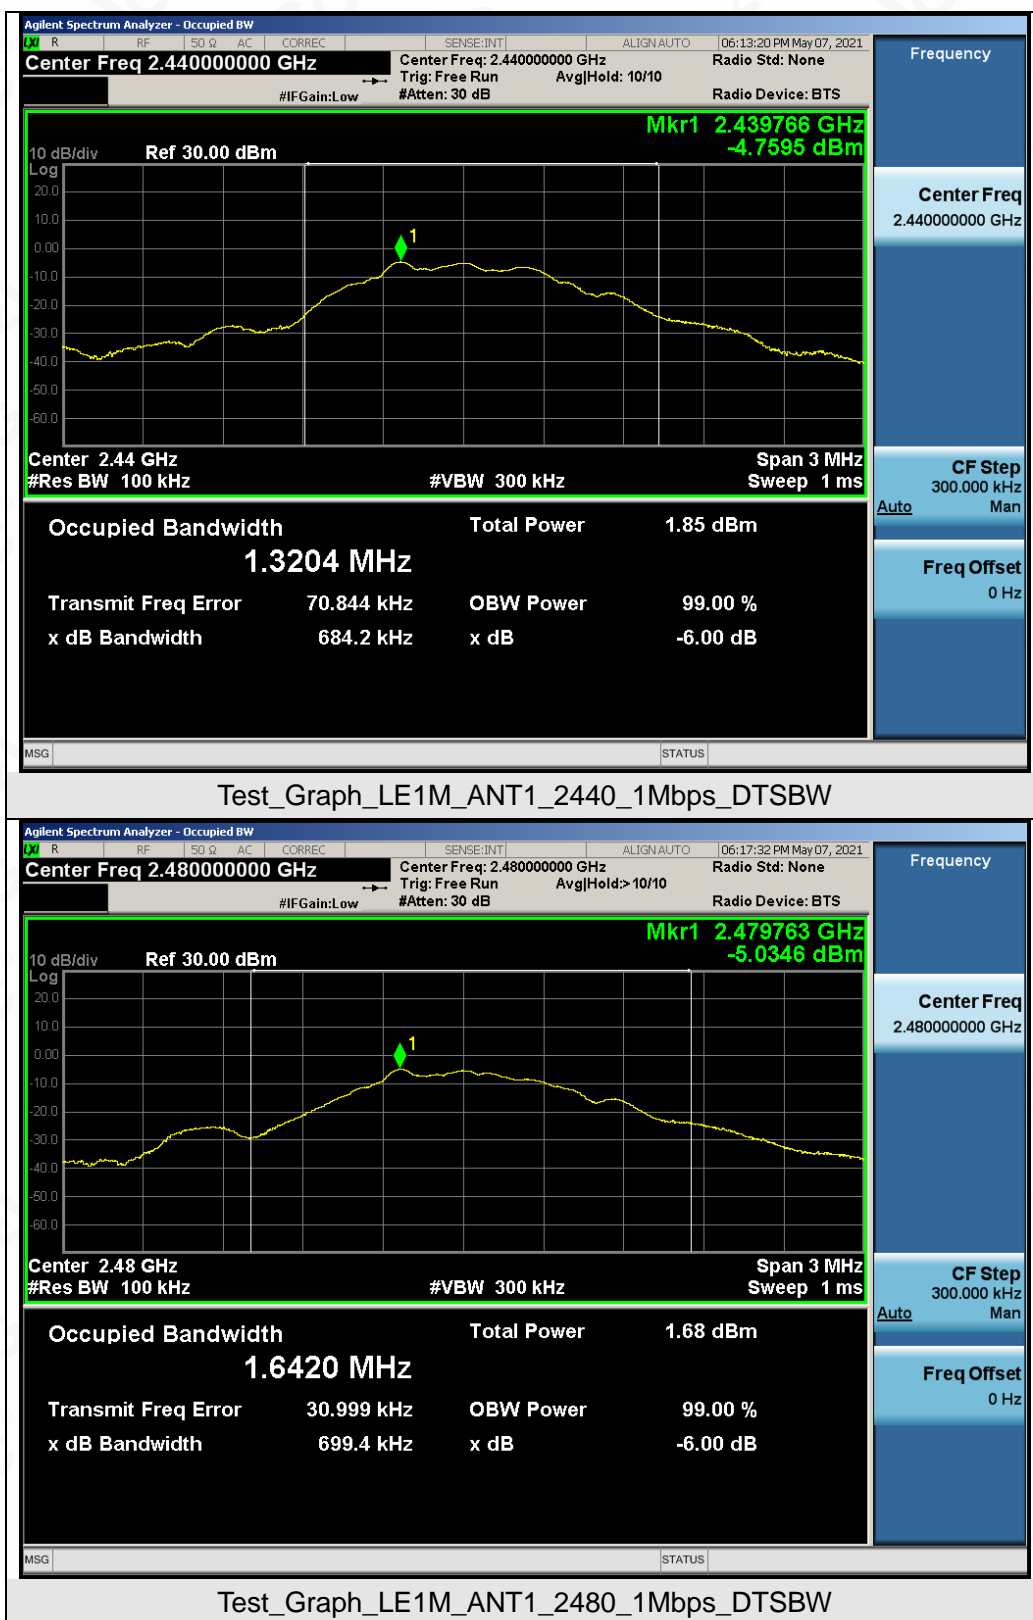 Agilent Spectrum Analyzer - Occupied BW
LXI R RF 50 Ω AC CORREC SENSE:INT ALIGN AUTO 06:13:20 PM May 07, 2021
Center Freq 2.440000000 GHz Center Freq: 2.440000000 GHz Radio Std: None
Trig: Free Run Avg|Hold: 10/10
#IFGain:Low #Atten: 30 dB Radio Device: BTS
Frequency
Mkr1 2.439766 GHz
10 dB/div Ref 30.00 dBm -4.7595 dBm
Log
20.0
10.0
0.00
-10.0
-20.0
-30.0
-40.0
-50.0
-60.0
1
Center 2.44 GHz Span 3 MHz
#Res BW 100 kHz #VBW 300 kHz Sweep 1 ms
Occupied Bandwidth Total Power 1.85 dBm
1.3204 MHz
Transmit Freq Error 70.844 kHz OBW Power 99.00 %
x dB Bandwidth 684.2 kHz x dB -6.00 dB
Center Freq
2.440000000 GHz
CF Step
300.000 kHz
Auto Man
Freq Offset
0 Hz
MSG STATUS
Test_Graph_LE1M_ANT1_2440_1Mbps_DTSBW
Agilent Spectrum Analyzer - Occupied BW
LXI R RF 50 Ω AC CORREC SENSE:INT ALIGN AUTO 06:17:32 PM May 07, 2021
Center Freq 2.480000000 GHz Center Freq: 2.480000000 GHz Radio Std: None
Trig: Free Run Avg|Hold:> 10/10
#IFGain:Low #Atten: 30 dB Radio Device: BTS
Frequency
Mkr1 2.479763 GHz
10 dB/div Ref 30.00 dBm -5.0346 dBm
Log
20.0
10.0
0.00
-10.0
-20.0
-30.0
-40.0
-50.0
-60.0
1
Center 2.48 GHz Span 3 MHz
#Res BW 100 kHz #VBW 300 kHz Sweep 1 ms
Occupied Bandwidth Total Power 1.68 dBm
1.6420 MHz
Transmit Freq Error 30.999 kHz OBW Power 99.00 %
x dB Bandwidth 699.4 kHz x dB -6.00 dB
Center Freq
2.480000000 GHz
CF Step
300.000 kHz
Auto Man
Freq Offset
0 Hz
MSG STATUS
Test_Graph_LE1M_ANT1_2480_1Mbps_DTSBW